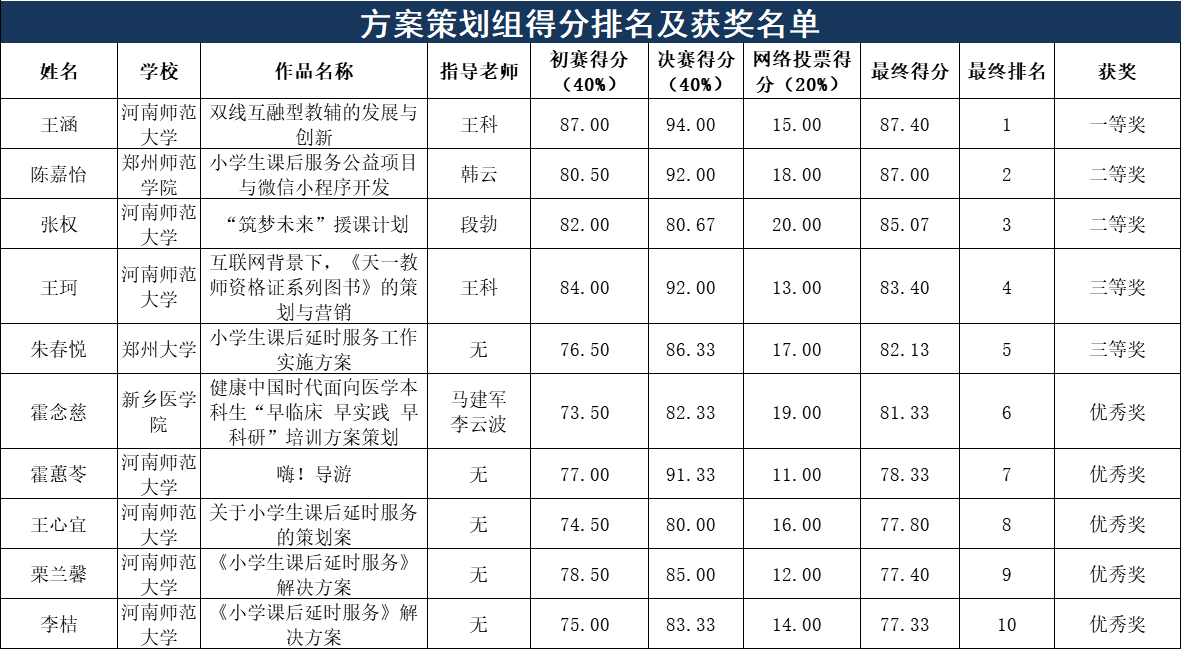 方案策划组得分排名及获奖名单
姓名
学校
作品名称
指导老师
初赛得分
（40%）
决赛得分
（40%）
网络投票得
分（20%）
最终得分
最终排名
获奖
王涵
河南师范
大学
双线互融型教辅的发展与
创新
王科
87.00
94.00
15.00
87.40
1
一等奖
陈嘉怡
郑州师范
学院
小学生课后服务公益项目
与微信小程序开发
韩云
80.50
92.00
18.00
87.00
2
二等奖
张权
河南师范
大学
“筑梦未来”援课计划
段勃
82.00
80.67
20.00
85.07
3
二等奖
王珂
河南师范
大学
互联网背景下，《天一教
师资格证系列图书》的策
划与营销
王科
84.00
92.00
13.00
83.40
4
三等奖
朱春悦
郑州大学
小学生课后延时服务工作
实施方案
无
76.50
86.33
17.00
82.13
5
三等奖
霍念慈
新乡医学
院
健康中国时代面向医学本
科生“早临床 早实践 早
科研”培训方案策划
马建军
李云波
73.50
82.33
19.00
81.33
6
优秀奖
霍蕙苓
河南师范
大学
嗨！导游
无
77.00
91.33
11.00
78.33
7
优秀奖
王心宜
河南师范
大学
关于小学生课后延时服务
的策划案
无
74.50
80.00
16.00
77.80
8
优秀奖
栗兰馨
河南师范
大学
《小学生课后延时服务》
解决方案
无
78.50
85.00
12.00
77.40
9
优秀奖
李桔
河南师范
大学
《小学课后延时服务》解
决方案
无
75.00
83.33
14.00
77.33
10
优秀奖